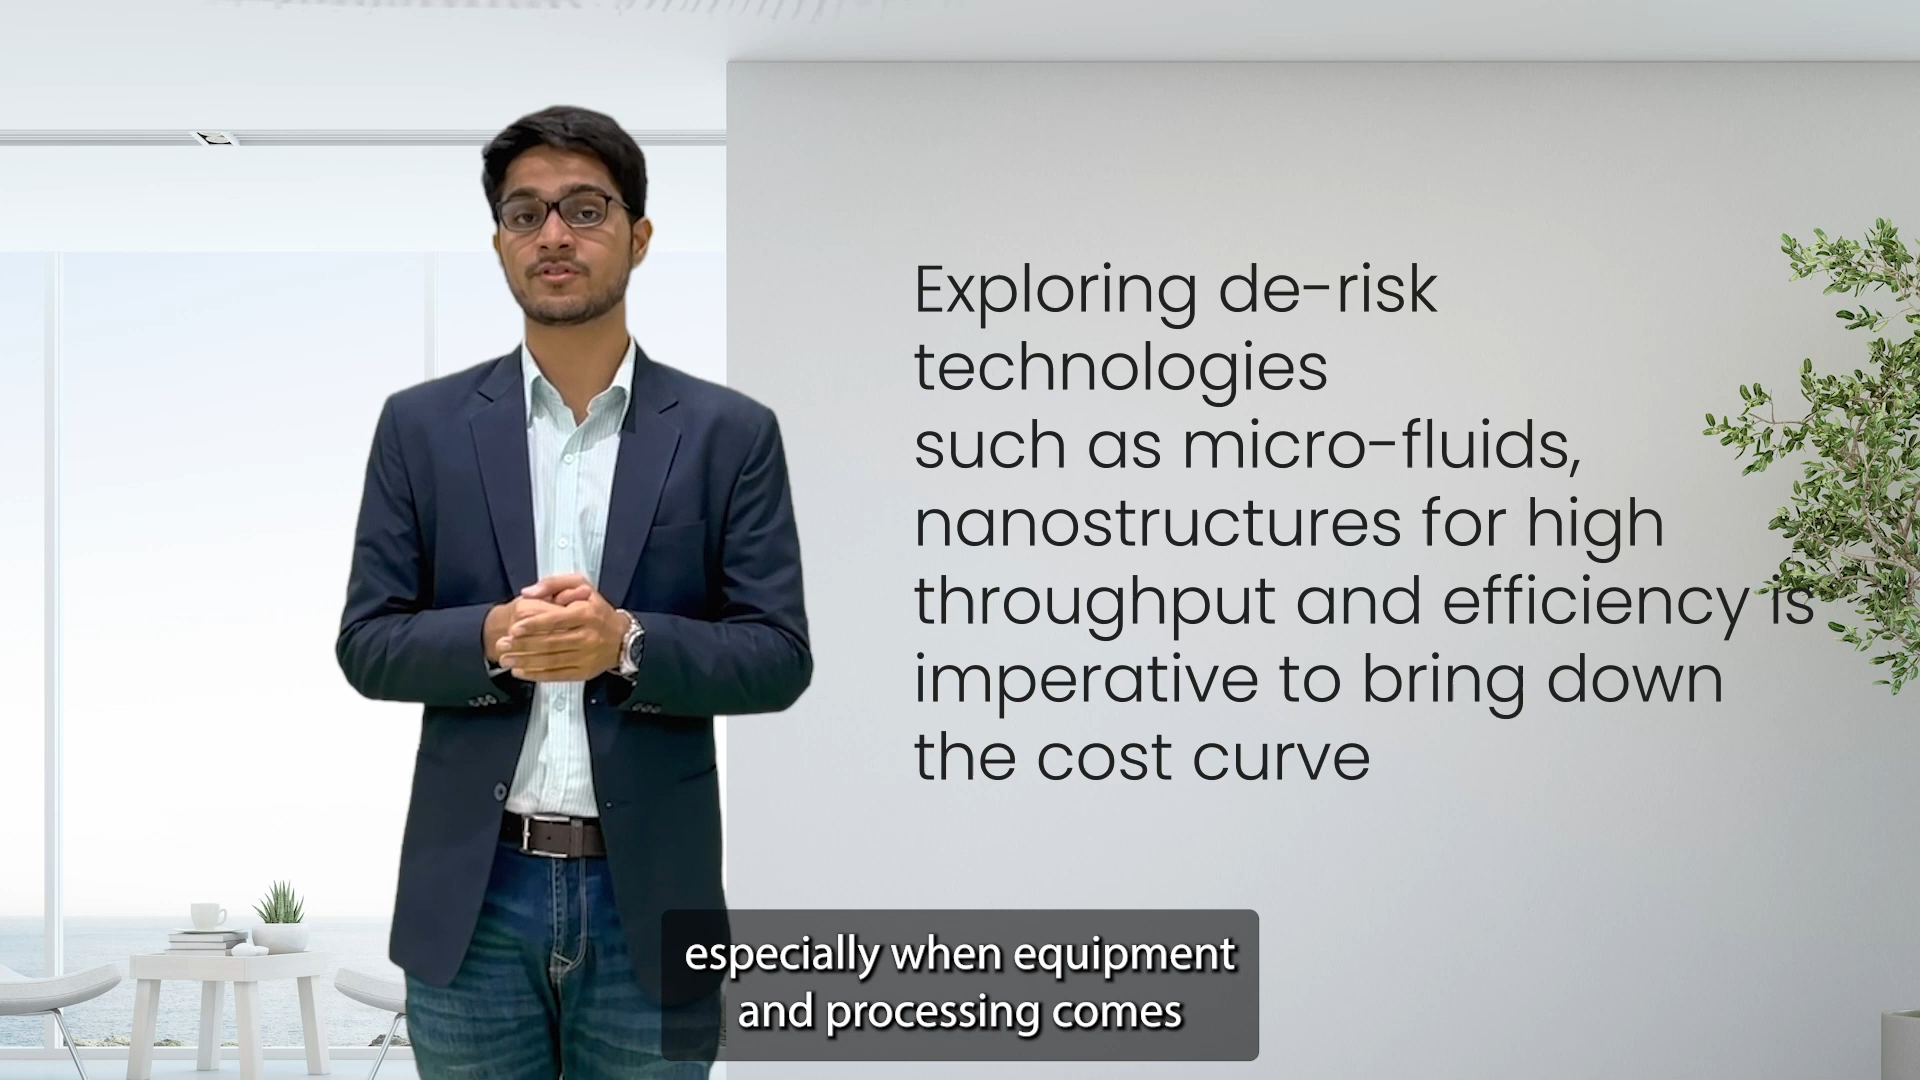 Exploring de-risk
technologies
such as micro-fluids,
nanostructures for high
throughput and efficiency is
imperative to bring down
the cost curve
especially when equipment
and processing comes